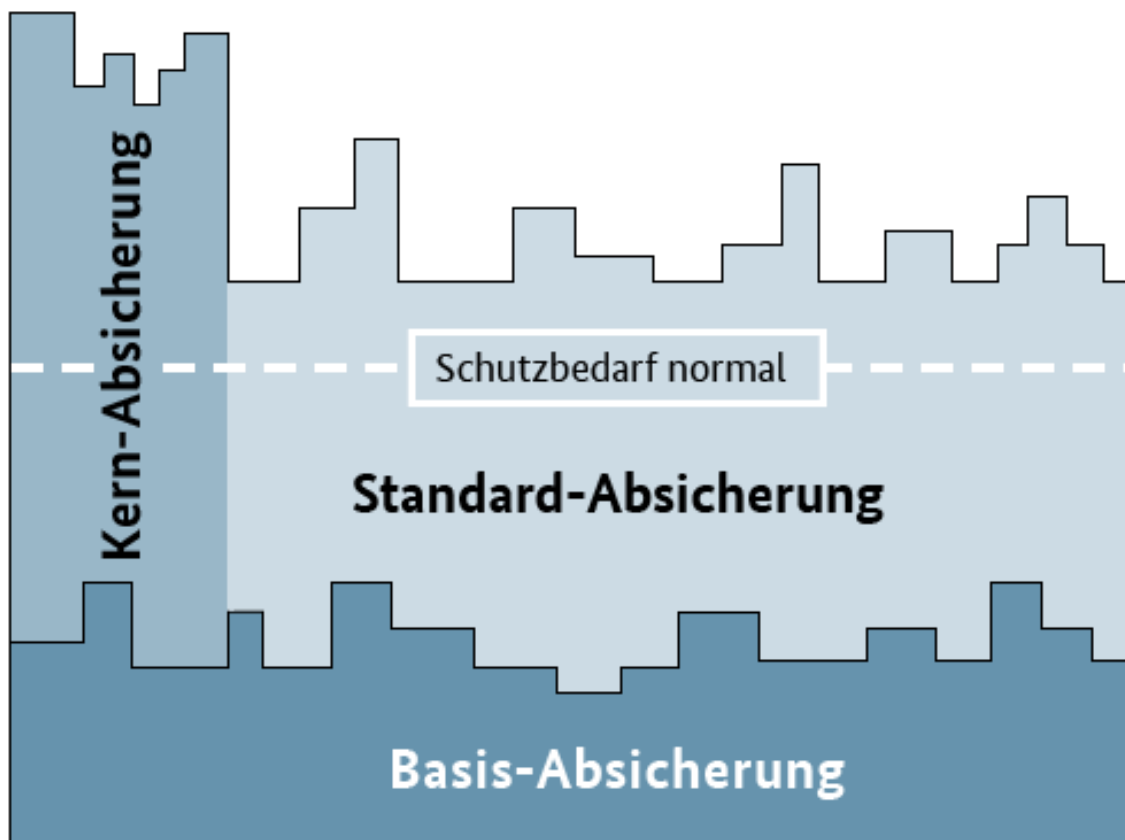 Kern-Absicherung
Schutzbedarf normal
Standard-Absicherung
Basis-Absicherung